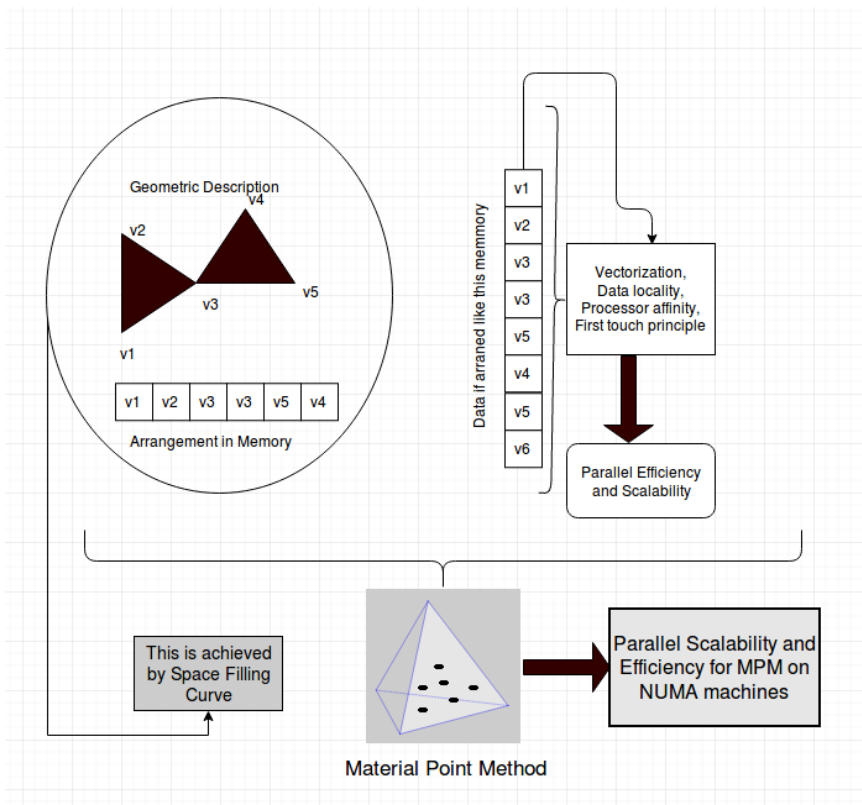 Geometric Description
v4
v2
v5
v3
v1
v1 v2 v3 v3 v5 v4
Arrangement in Memory
Data if arraned like this memmory
v1
v2
v3
v3
v5
v4
v5
v6
Vectorization,
Data locality,
Processor affinity,
First touch principle
Parallel Efficiency
and Scalability
This is achieved
by Space Filling
Curve
Parallel Scalability and
Efficiency for MPM on
NUMA machines
Material Point Method